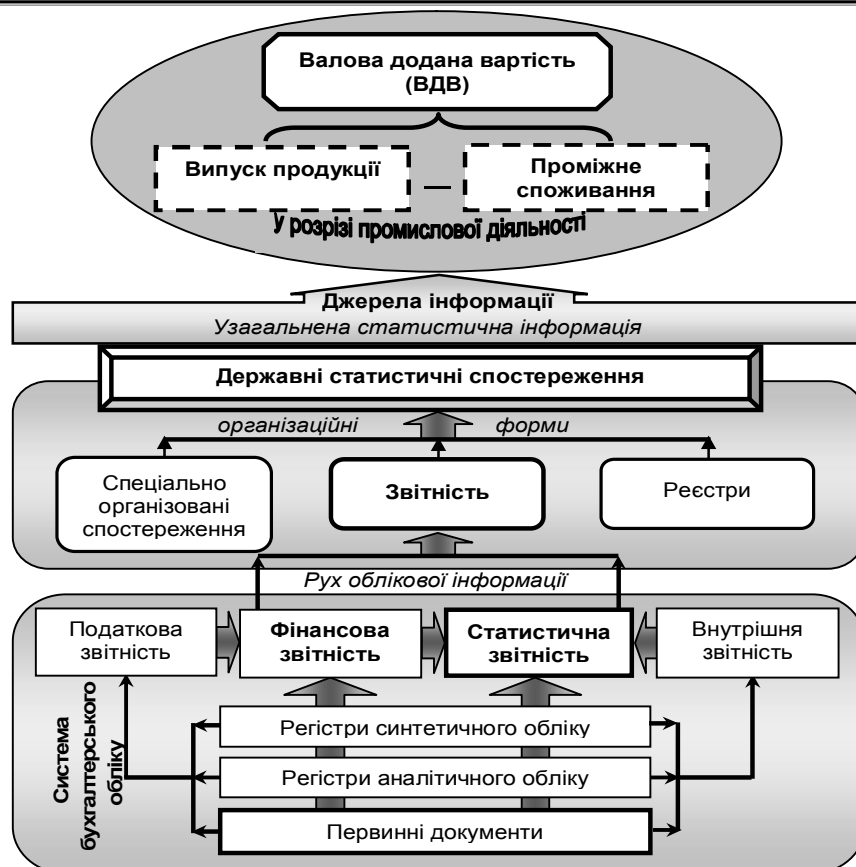 Валова додана вартість
(ВДВ)
Випуск продукції
—
Проміжне
споживання
У розрізі промислової діяльності
Джерела інформації
Узагальнена статистична інформація
Державні статистичні спостереження
організаційні форми
Спеціально
організовані
спостереження
Звітність
Реєстри
Рух облікової інформації
Податкова
звітність
Фінансова
звітність
Статистична
звітність
Внутрішня
звітність
Система
бухгалтерського
обліку
Регістри синтетичного обліку
Регістри аналітичного обліку
Первинні документи